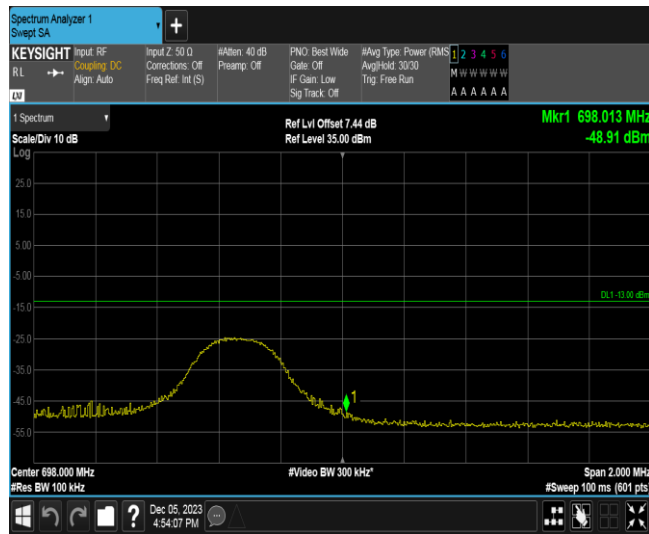 Spectrum Analyzer 1
Swept SA
+
KEYSIGHT
RL
LXI
Input: RF
Coupling: DC
Align: Auto
Input Z: 50 Ω
Corrections: Off
Freq Ref: Int (S)
#Atten: 40 dB
Preamp: Off
PNO: Best Wide
Gate: Off
IF Gain: Low
Sig Track: Off
#Avg Type: Power (RMS
Avg|Hold: 30/30
Trig: Free Run
1 2 3 4 5 6
M W W W W W
A A A A A A
1 Spectrum
Scale/Div 10 dB
Log
Ref Lvl Offset 7.44 dB
Ref Level 35.00 dBm
Mkr1 698.013 MHz
-48.91 dBm
25.0
15.0
5.00
-5.00
DL1 -13.00 dBm
-15.0
-25.0
-35.0
-45.0
1
-55.0
Center 698.000 MHz
#Res BW 100 kHz
#Video BW 300 kHz*
Span 2.000 MHz
#Sweep 100 ms (601 pts
?
Dec 05, 2023
4:54:07 PM